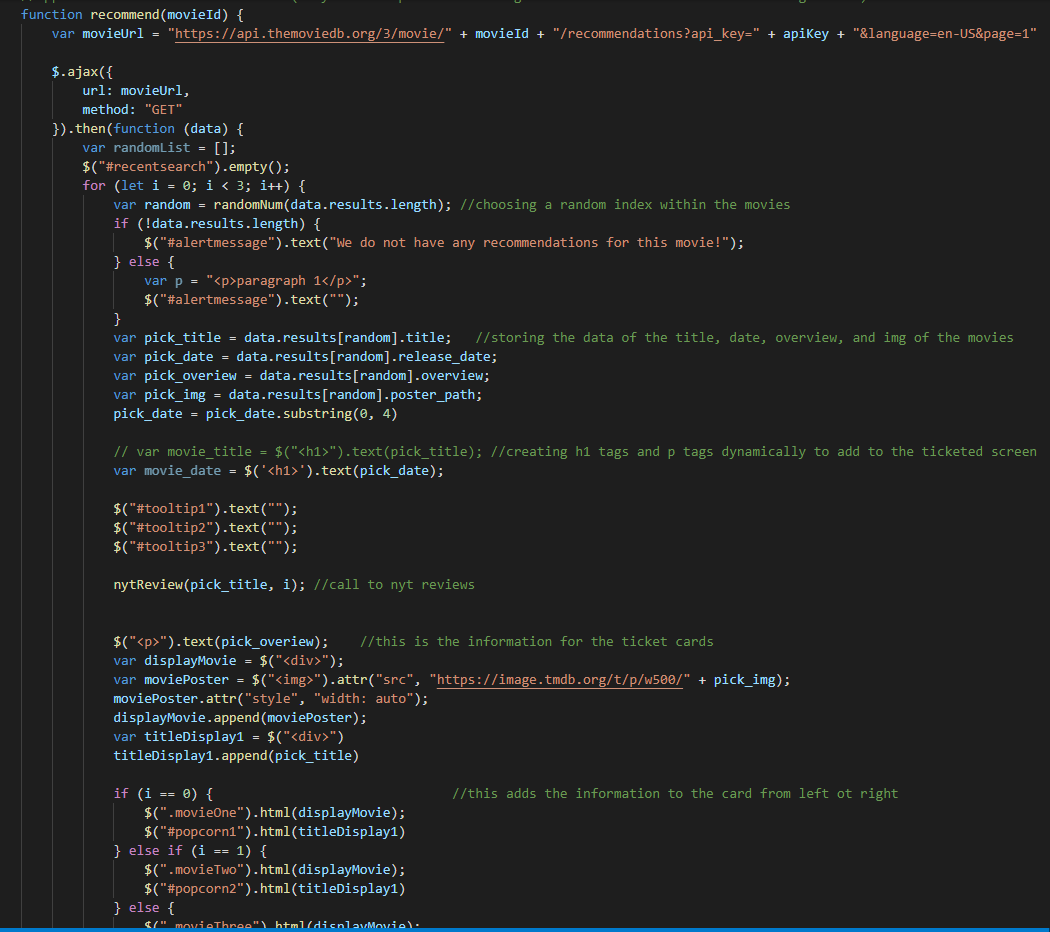 function recommend(movieId) {
var movieUrl = "https://api.themoviedb.org/3/movie/" + movieId + "/recommendations?api_key=" + apiKey + "&language=en-US&page=1"
$.ajax({
url: movieUrl,
method: "GET"
}).then(function (data) {
var randomList = [];
$("#recentsearch").empty();
for (let i = 0; i < 3; i++) {
var random = randomNum(data.results.length); //choosing a random index within the movies
if (!data.results.length) {
$("#alertmessage").text("We do not have any recommendations for this movie!");
} else {
var p = "<p>paragraph 1</p>";
$("#alertmessage").text("");
}
var pick_title = data.results[random].title;   //storing the data of the title, date, overview, and img of the movies
var pick_date = data.results[random].release_date;
var pick_overiew = data.results[random].overview;
var pick_img = data.results[random].poster_path;
pick_date = pick_date.substring(0, 4)
// var movie_title = $("<h1>").text(pick_title); //creating h1 tags and p tags dynamically to add to the ticketed screen
var movie_date = $('<h1>').text(pick_date);
$("#tooltip1").text("");
$("#tooltip2").text("");
$("#tooltip3").text("");
nytReview(pick_title, i); //call to nyt reviews
$("<p>").text(pick_overiew);    //this is the information for the ticket cards
var displayMovie = $("<div>");
var moviePoster = $("<img>").attr("src", "https://image.tmdb.org/t/p/w500/" + pick_img);
moviePoster.attr("style", "width: auto");
displayMovie.append(moviePoster);
var titleDisplay1 = $("<div>")
titleDisplay1.append(pick_title)
if (i == 0) {                               //this adds the information to the card from left ot right
$(".movieOne").html(displayMovie);
$("#popcorn1").html(titleDisplay1)
} else if (i == 1) {
$(".movieTwo").html(displayMovie);
$("#popcorn2").html(titleDisplay1)
} else {
$(".movieThree").html(displayMovie);